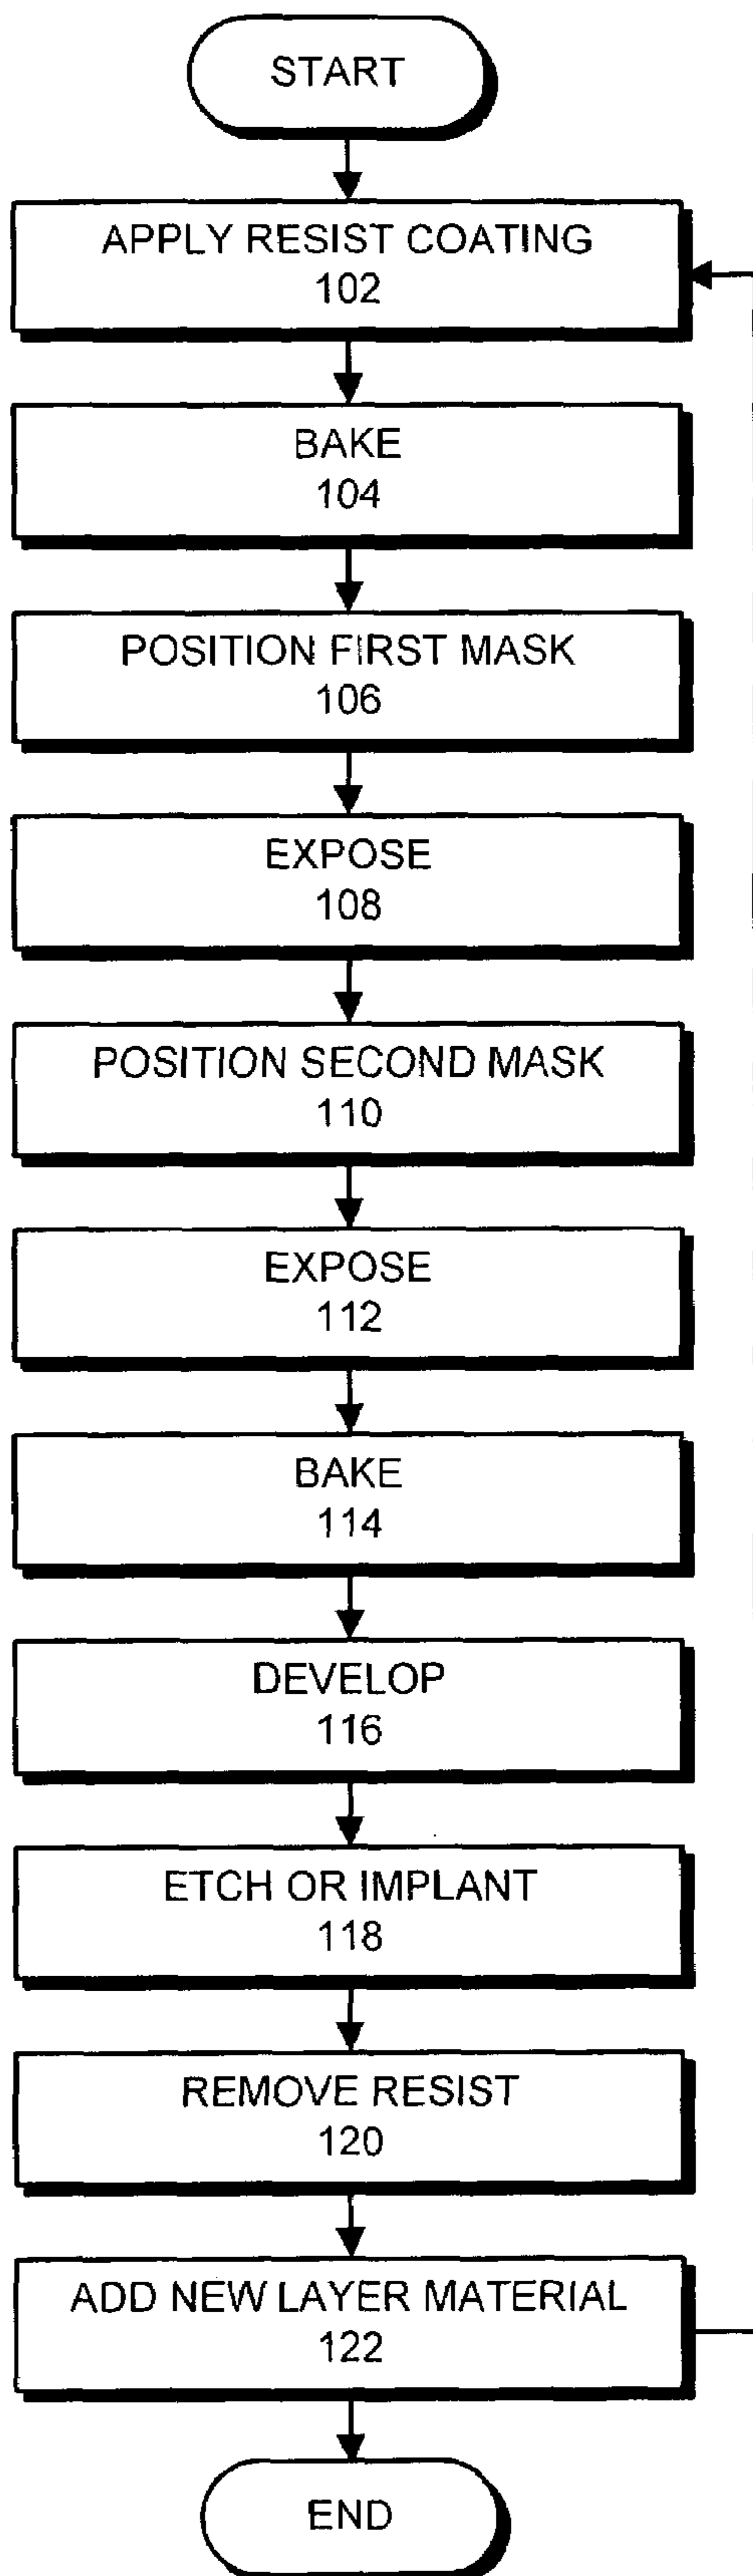 START
APPLY RESIST COATING
102
BAKE
104
POSITION FIRST MASK
106
EXPOSE
108
POSITION SECOND MASK
110
EXPOSE
112
BAKE
114
DEVELOP
116
ETCH OR IMPLANT
118
REMOVE RESIST
120
ADD NEW LAYER MATERIAL
122
END